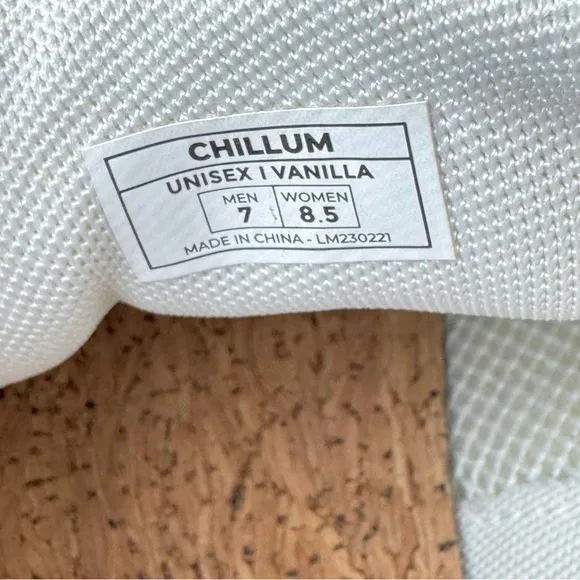 CHILLUM
UNISEX | VANILLA
MEN WOMEN
7 8.5
MADE IN CHINA - LM230221